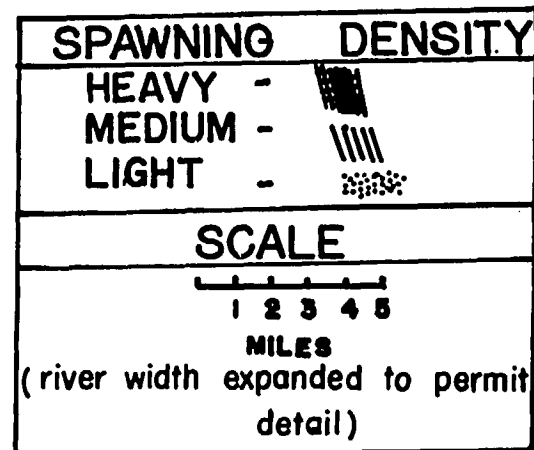 SPAWNING DENSITY
HEAVY -
MEDIUM -
LIGHT -
SCALE
1 2 3 4 5
MILES
(river width expanded to permit
detail)